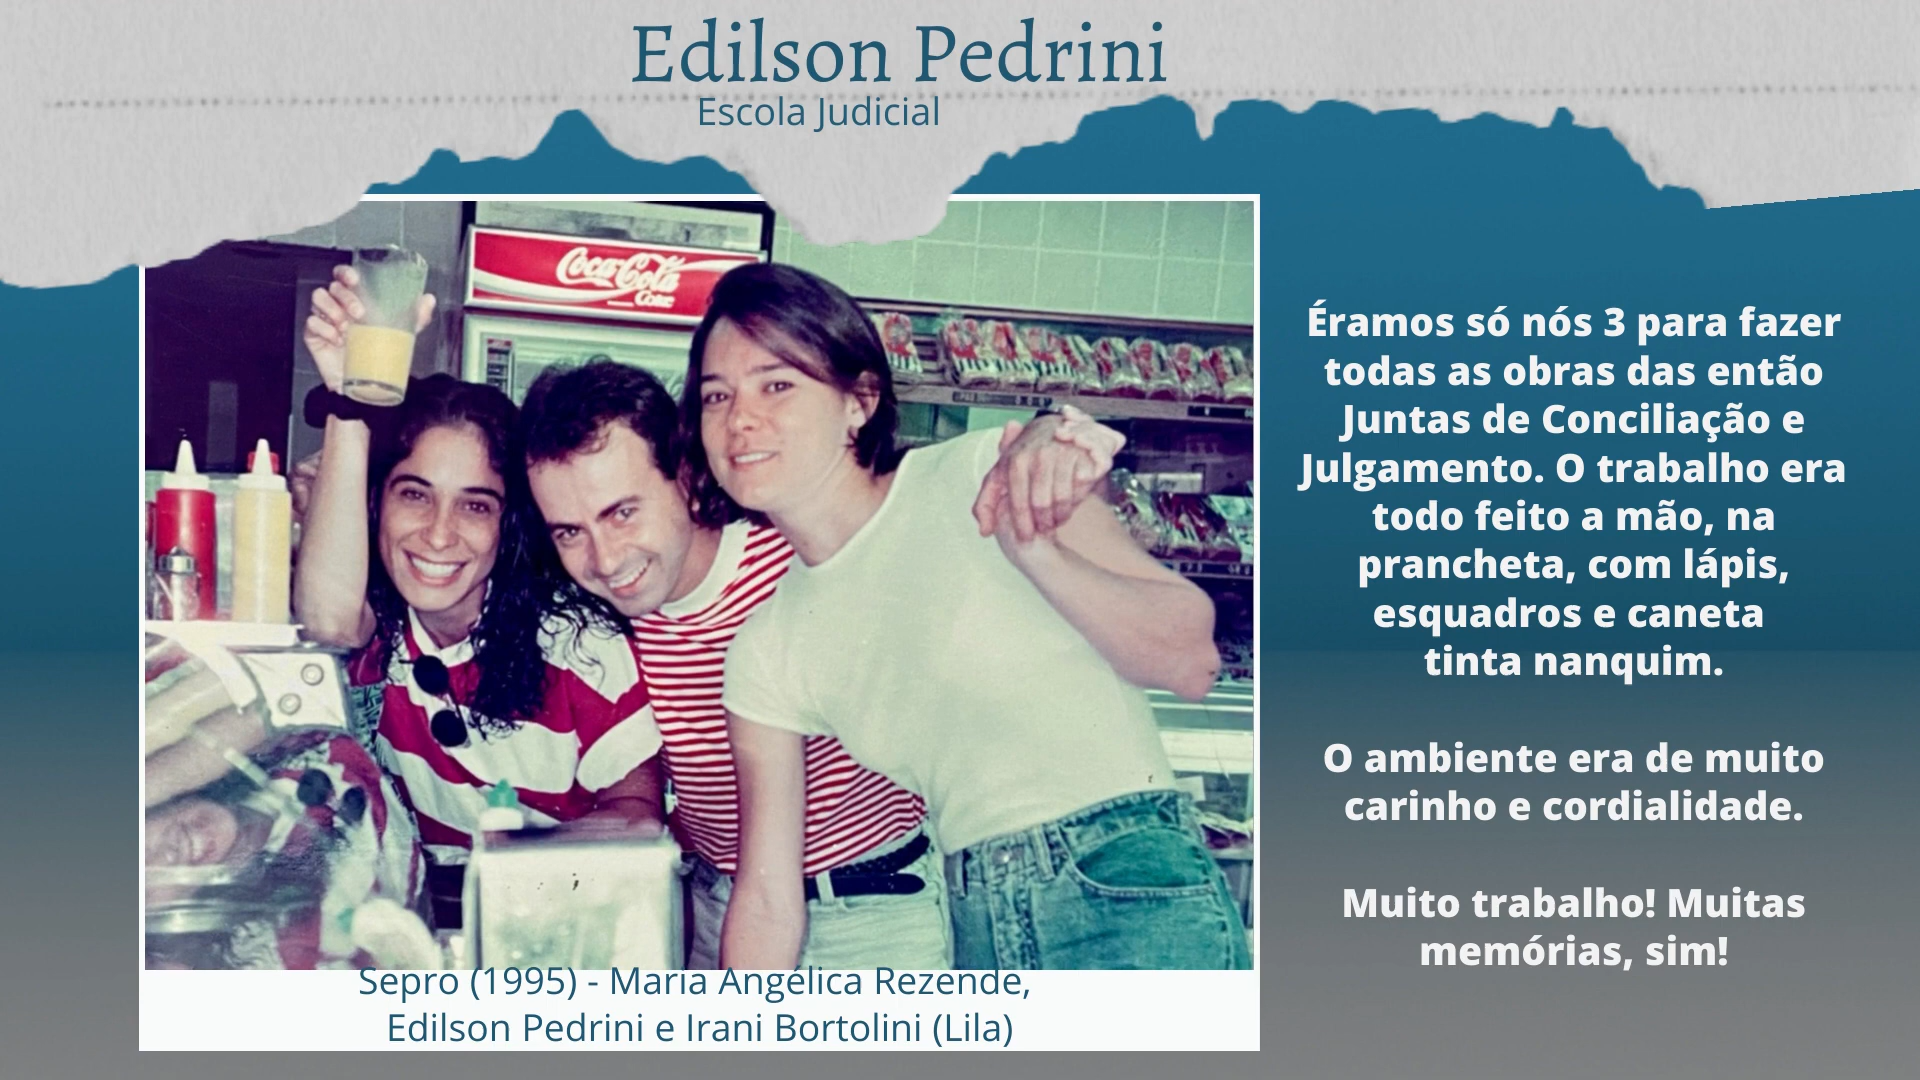 Edilson Pedrini
Escola Judicial
Coca-Cola
Coke
Éramos só nós 3 para fazer
todas as obras das então
Juntas de Conciliação e
Julgamento. O trabalho era
todo feito a mão, na
prancheta, com lápis,
esquadros e caneta
tinta nanquim.
O ambiente era de muito
carinho e cordialidade.
Muito trabalho! Muitas
memórias, sim!
Sepro (1995) - Maria Angélica Rezende,
Edilson Pedrini e Irani Bortolini (Lila)